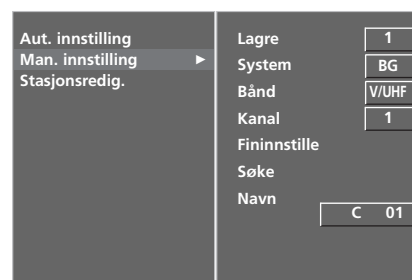 Aut. innstilling
Man. innstilling ►
Stasjonsredig.
Lagre 1
System BG
Bånd V/UHF
Kanal 1
Fininnstille
Søke
Navn
C 01